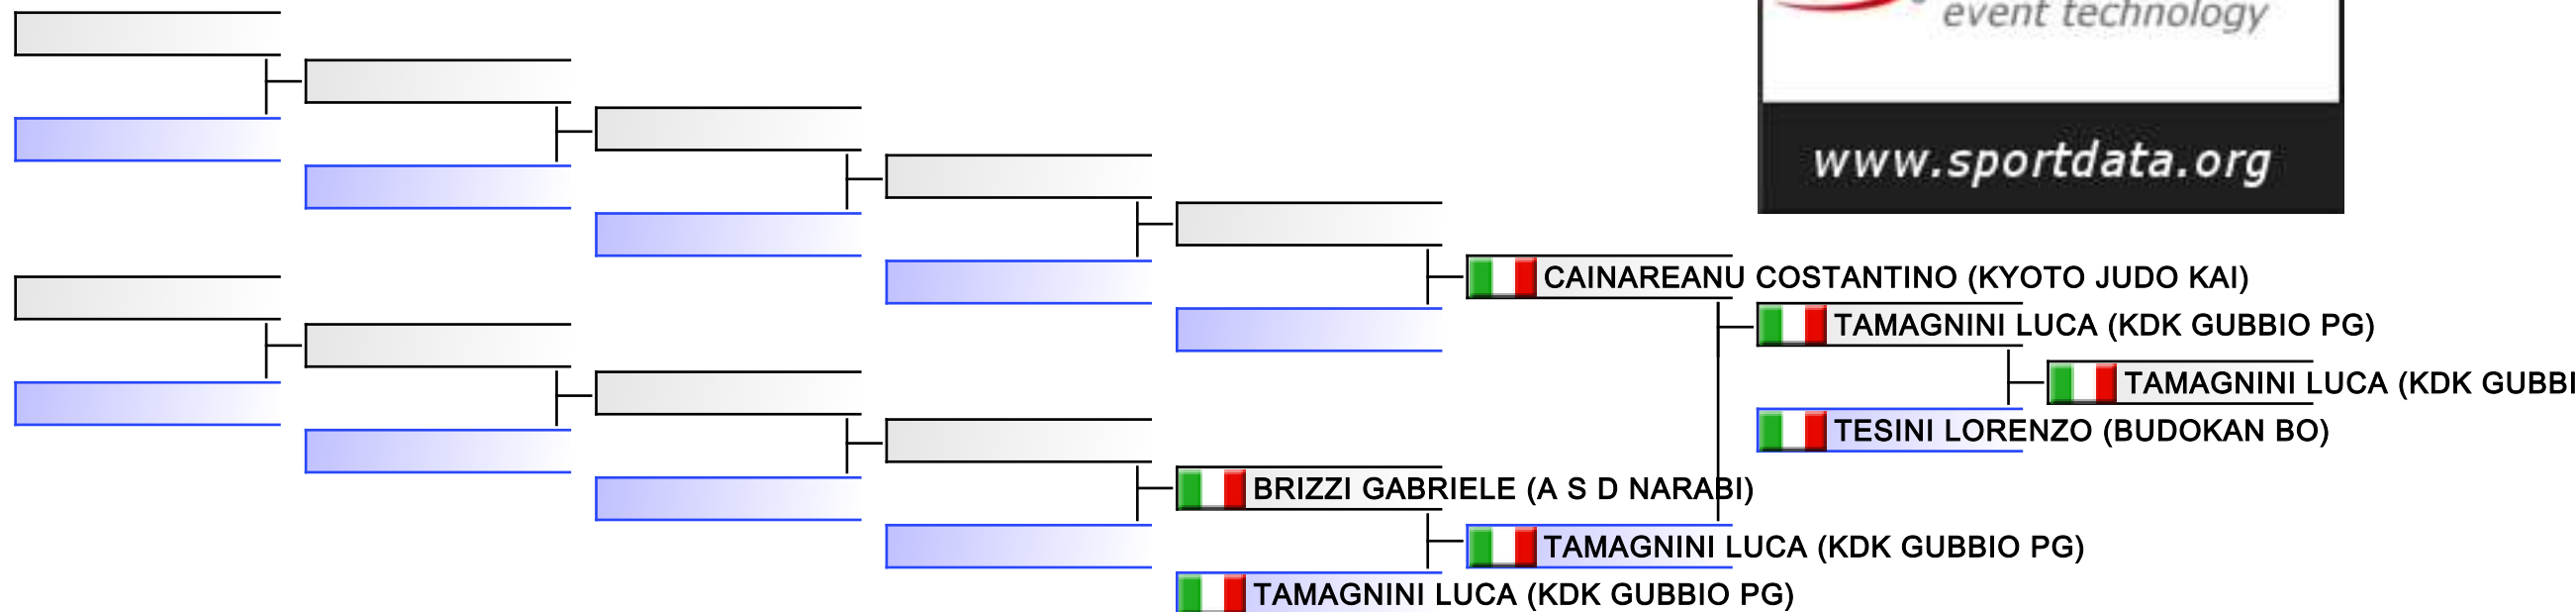 event technology
www.sportdata.org
CAINAREANU COSTANTINO (KYOTO JUDO KAI)
TAMAGNINI LUCA (KDK GUBBIO PG)
TAMAGNINI LUCA (KDK GUBBI
TESINI LORENZO (BUDOKAN BO)
BRIZZI GABRIELE (A S D NARABI)
TAMAGNINI LUCA (KDK GUBBIO PG)
TAMAGNINI LUCA (KDK GUBBIO PG)